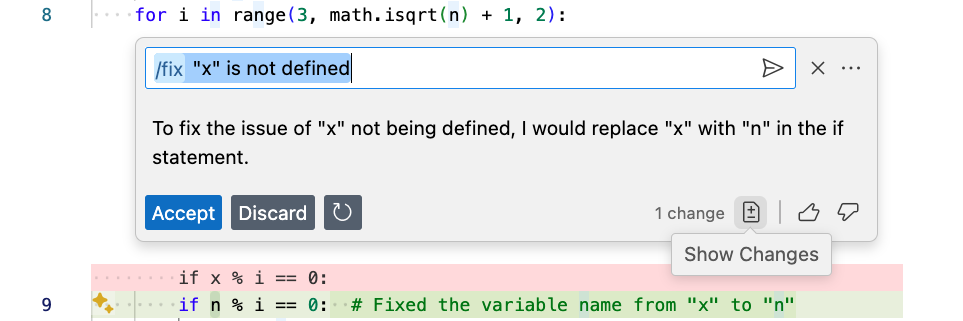 8 for i in range(3, math.isqrt(n) + 1, 2):
/fix "x" is not defined
To fix the issue of "x" not being defined, I would replace "x" with "n" in the if
statement.
Accept Discard 1 change
Show Changes
if x % i == 0:
9 if n % i == 0: # Fixed the variable name from "x" to "n"